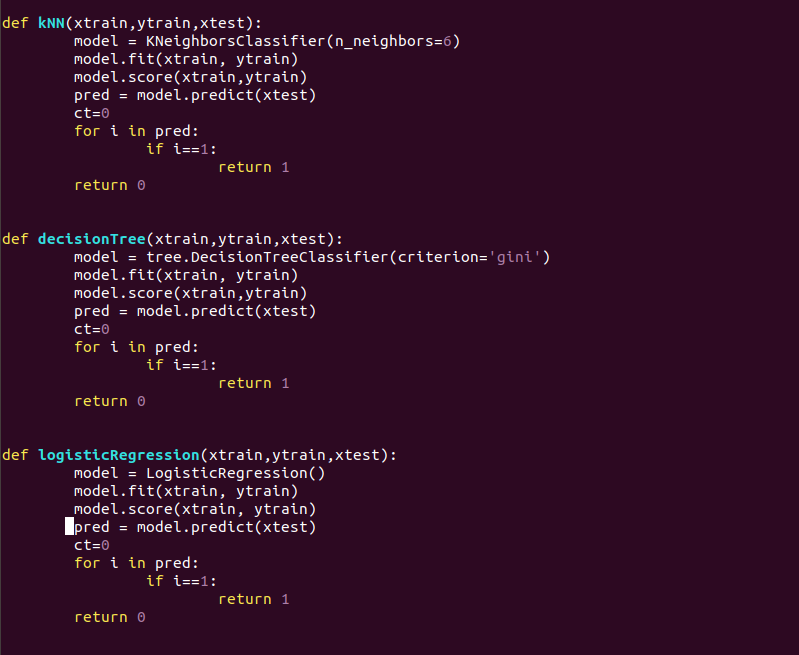 def kNN(xtrain,ytrain,xtest):
        model = KNeighborsClassifier(n_neighbors=6)
        model.fit(xtrain, ytrain)
        model.score(xtrain,ytrain)
        pred = model.predict(xtest)
        ct=0
        for i in pred:
                if i==1:
                        return 1
        return 0
def decisionTree(xtrain,ytrain,xtest):
        model = tree.DecisionTreeClassifier(criterion='gini')
        model.fit(xtrain, ytrain)
        model.score(xtrain,ytrain)
        pred = model.predict(xtest)
        ct=0
        for i in pred:
                if i==1:
                        return 1
        return 0
def logisticRegression(xtrain,ytrain,xtest):
        model = LogisticRegression()
        model.fit(xtrain, ytrain)
        model.score(xtrain, ytrain)
        pred = model.predict(xtest)
        ct=0
        for i in pred:
                if i==1:
                        return 1
        return 0